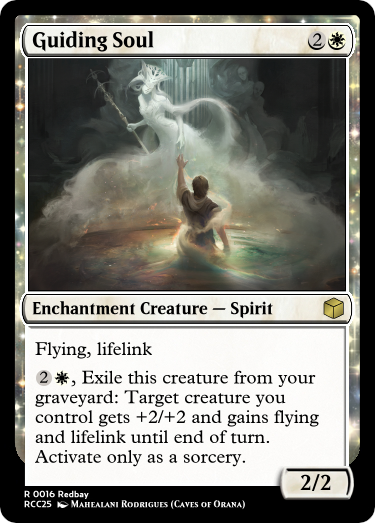 Guiding Soul 2
Enchantment Creature — Spirit
Flying, lifelink
2 , Exile this creature from your
graveyard: Target creature you
control gets +2/+2 and gains flying
and lifelink until end of turn.
Activate only as a sorcery.
2/2
R 0016 Redbay
RCC25 Mahealani Rodrigues (Caves of Orana)